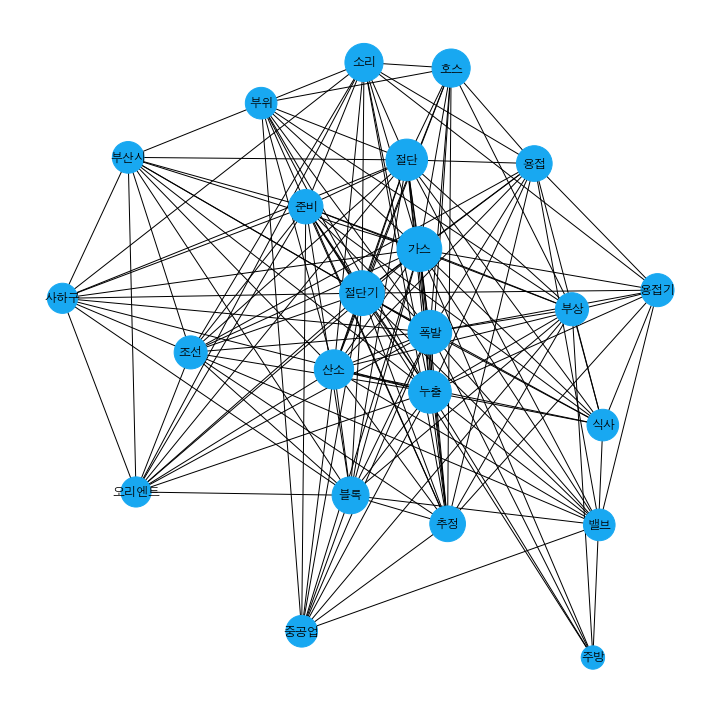 소리
호스
부위
부산시
절단
용접
준비
가스
사하구
절단기
용접기
부상
폭발
조선
산소
누출
식사
오리엔트
블록
추정
밸브
중공업
주방